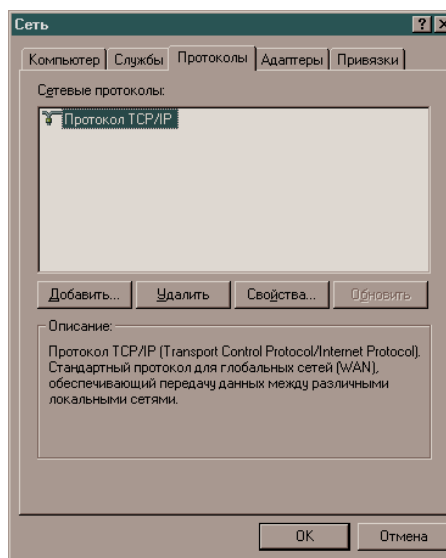 Сеть
Компьютер Службы Протоколы Адаптеры Привязки
Сетевые протоколы:
Протокол TCP/IP
Добавить... Удалить Свойства... Обновить
Описание:
Протокол TCP/IP (Transport Control Protocol/Internet Protocol).
Стандартный протокол для глобальных сетей (WAN),
обеспечивающий передачу данных между различными
локальными сетями.
OK Отмена